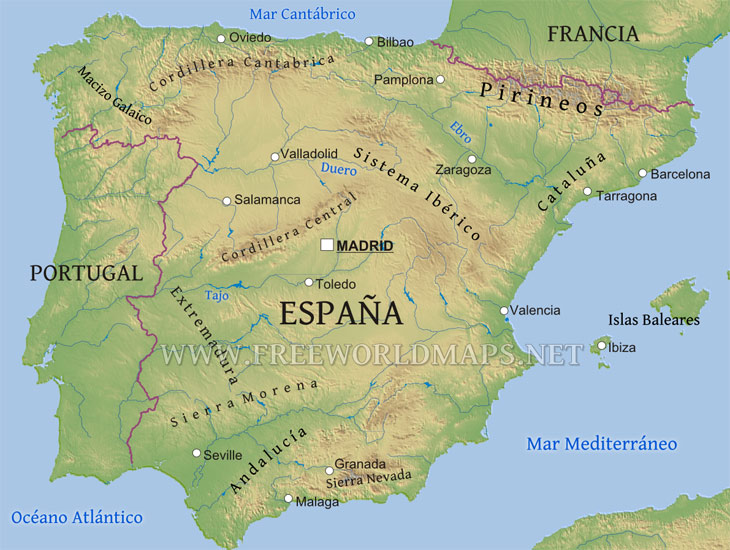 Mar Cantábrico
FRANCIA
Oviedo
Bilbao
Cordillera Cantabrica
Macizo Galaico
Pamplona
Pirineos
Ebro
Valladolid
Duero
Sistema Ibérico
Zaragoza
Cataluña
Barcelona
Tarragona
Salamanca
Cordillera Central
MADRID
PORTUGAL
Tajo
Toledo
Extremadura
ESPAÑA
Valencia
Islas Baleares
Ibiza
WWW.FREEWORLDMAPS.NET
Sierra Morena
Mar Mediterráneo
Seville
Andalucía
Granada
Sierra Nevada
Malaga
Océano Atlántico